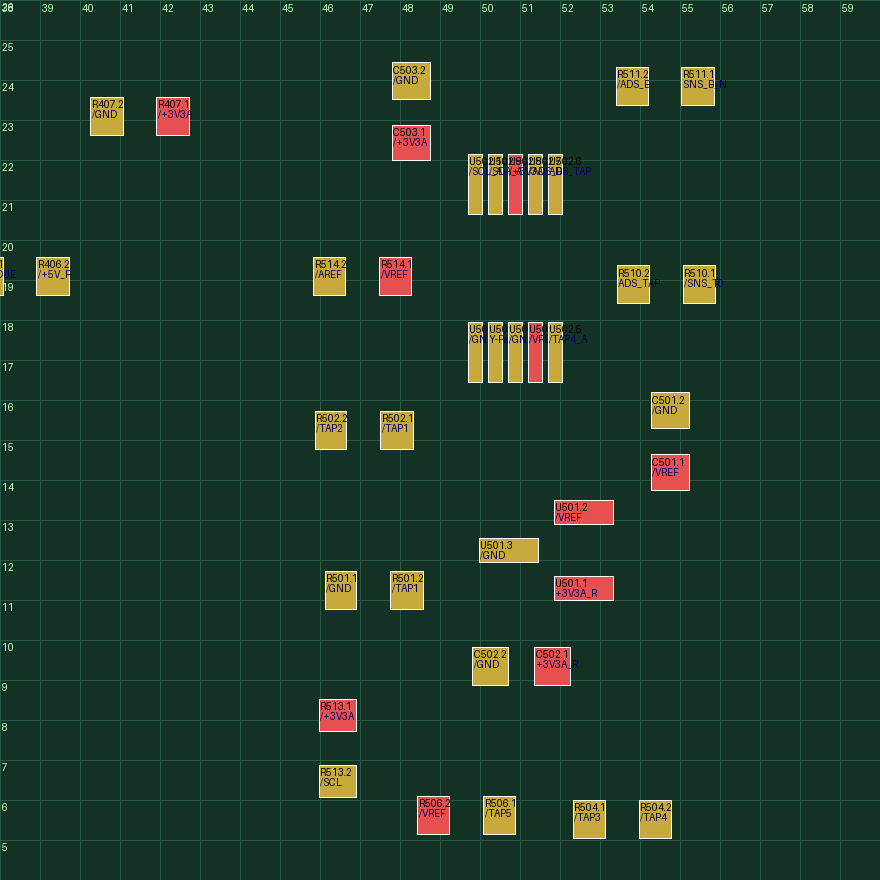 39 40 41 42 43 44 45 46 47 48 49 50 51 52 53 54 55 56 57 58 59
25
24
23
22
21
20
19
18
17
16
15
14
13
12
11
10
9
8
7
6
5
C503.2
/GND
R511.2
R511.1
R407.2
/GND
R407.1
/+3V3A
C503.1
/+3V3A
R406.2
/+5V_F
R514.2
/AREF
R514.1
/VREF
R510.2
ADS_TAP
R510.1
U502.5
/TAP4_A
C501.2
/GND
R502.2
/TAP2
R502.1
/TAP1
C501.1
/VREF
U501.2
/VREF
U501.3
/GND
R501.1
/GND
R501.2
/TAP1
U501.1
+3V3A_R
C502.2
/GND
C502.1
+3V3A_R
R513.1
/+3V3A
R513.2
/SCL
R506.2
/VREF
R506.1
/TAP5
R504.1
/TAP3
R504.2
/TAP4